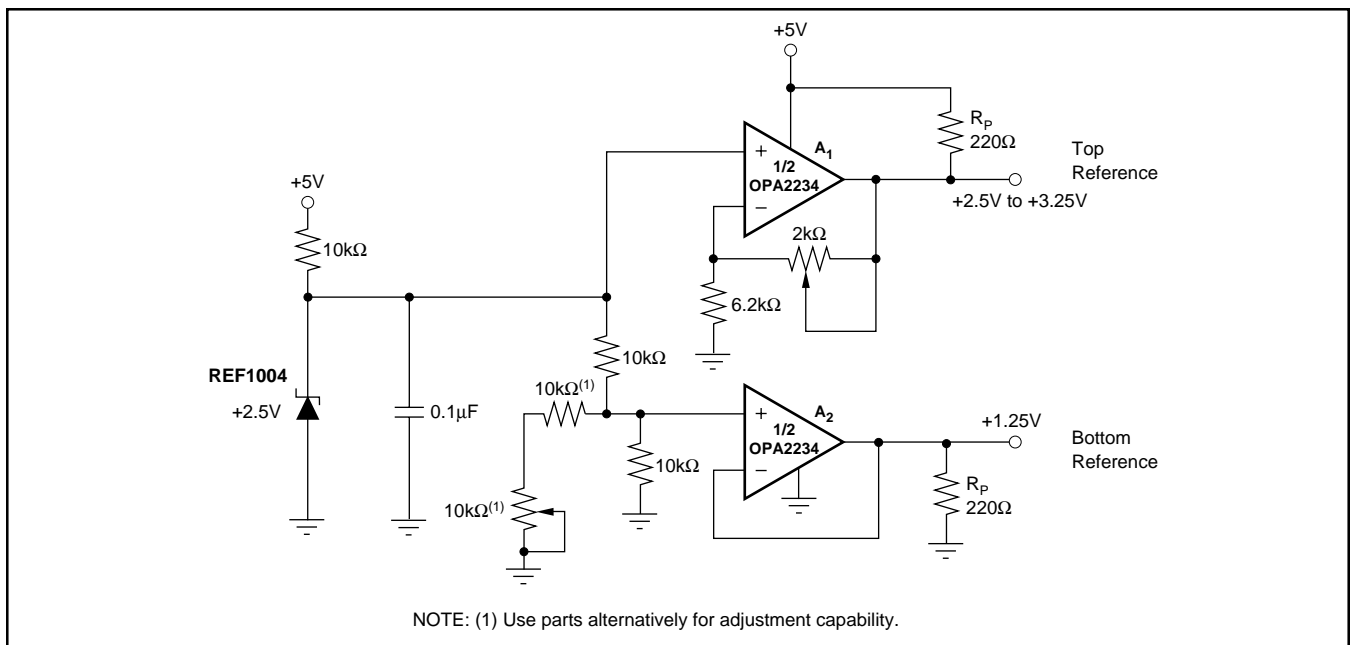 +5V
R_P
220Ω
A_1
+
1/2
OPA2234
−
Top
Reference
+2.5V to +3.25V
+5V
10kΩ
2kΩ
6.2kΩ
10kΩ
REF1004
+2.5V
0.1µF
10kΩ(1)
A_2
+
1/2
OPA2234
−
+1.25V
Bottom
Reference
10kΩ
R_P
220Ω
10kΩ(1)
NOTE: (1) Use parts alternatively for adjustment capability.